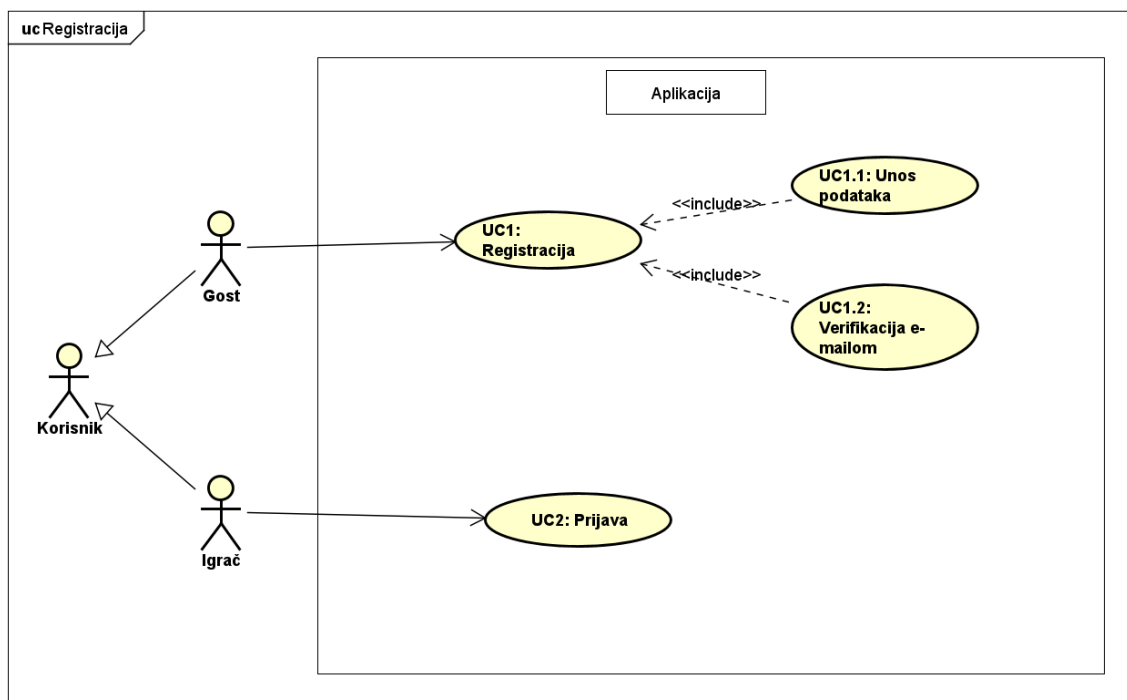 uc Registracija
Aplikacija
UC1.1: Unos
podataka
<<include>>
UC1:
Registracija
<<include>>
Gost
UC1.2:
Verifikacija e-
mailom
Korisnik
UC2: Prijava
Igrač